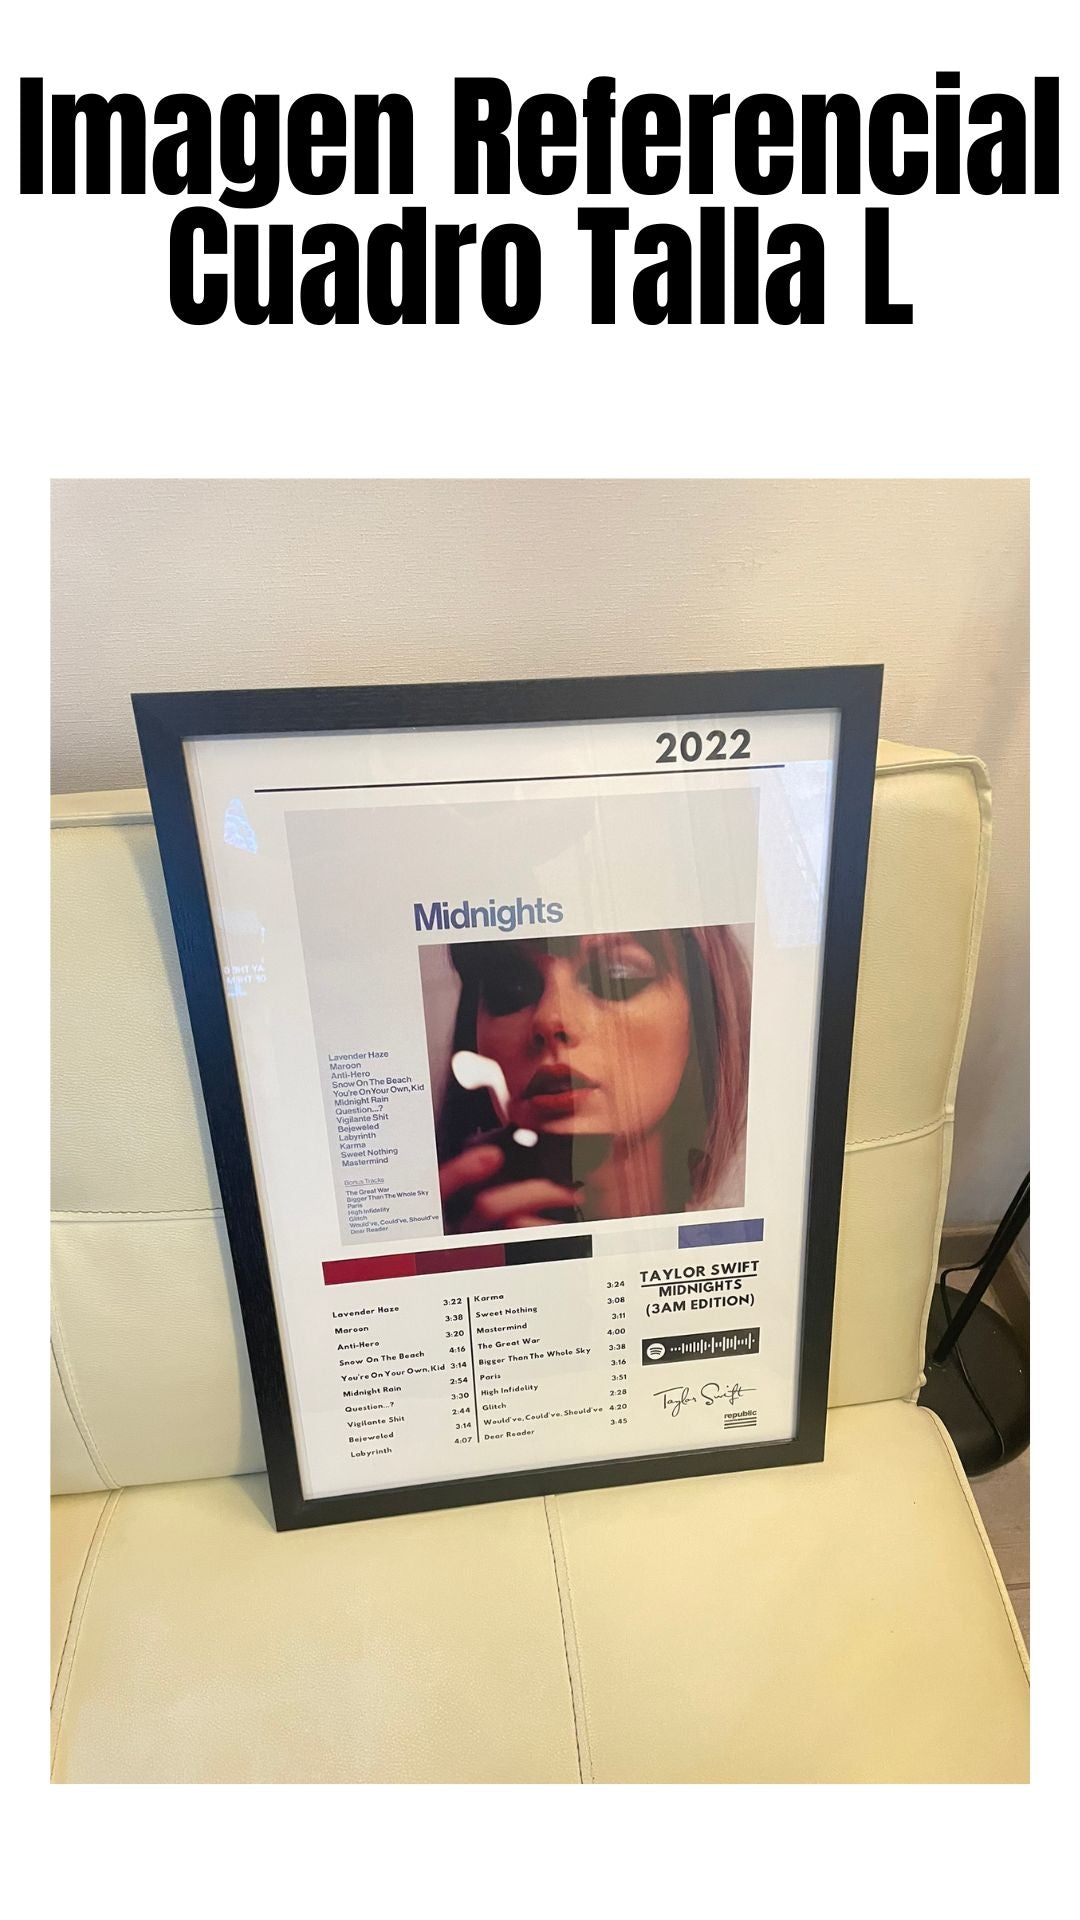 Imagen Referencial
Cuadro Talla L
2022
Midnights
Lavender Haze
Maroon
Anti-Hero
Snow On The Beach
You're On Your Own, Kid
Midnight Rain
Question...?
Vigilante Shit
Bejeweled
Labyrinth
Karma
Sweet Nothing
Mastermind
Bonus Tracks
The Great War
Bigger Than The Whole Sky
Paris
High Infidelity
Glitch
Would've, Could've, Should've
Dear Reader
Lavender Haze 3:22
Maroon 3:38
Anti-Hero 3:20
Snow On The Beach 4:16
You're On Your Own, Kid 3:14
Midnight Rain 2:54
Question...? 3:30
Vigilante Shit 2:44
Bejeweled 3:14
Labyrinth 4:07
Karma 3:24
Sweet Nothing 3:08
Mastermind 3:11
The Great War 4:00
Bigger Than The Whole Sky 3:38
Paris 3:16
High Infidelity 3:51
Glitch 2:28
Would've, Could've, Should've 4:20
Dear Reader 3:45
TAYLOR SWIFT
MIDNIGHTS
(3AM EDITION)
Taylor Swift
republic